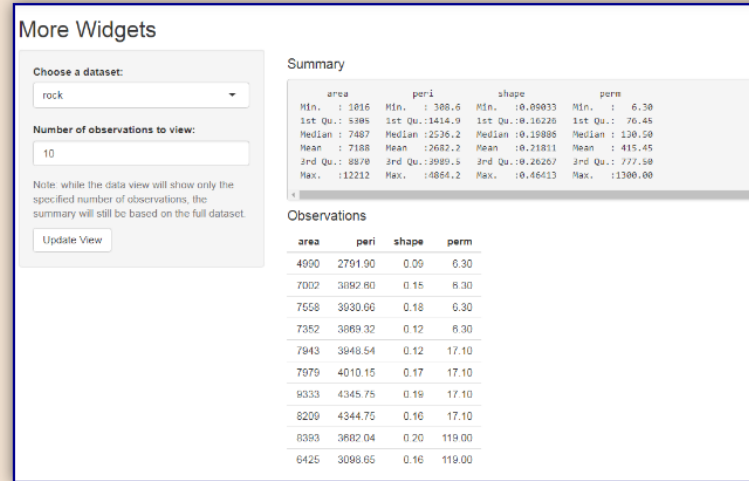 More Widgets
Choose a dataset:
rock
Number of observations to view:
10
Note: while the data view will show only the
specified number of observations, the
summary will still be based on the full dataset.
Update View
Summary
area peri shape perm
Min. : 1016 Min. : 308.6 Min. :0.09033 Min. : 6.30
1st Qu.: 5305 1st Qu.:1414.9 1st Qu.:0.16226 1st Qu.: 76.45
Median : 7487 Median :2536.2 Median :0.19886 Median : 130.50
Mean : 7188 Mean :2682.2 Mean :0.21811 Mean : 415.45
3rd Qu.: 8870 3rd Qu.:3989.5 3rd Qu.:0.26267 3rd Qu.: 777.50
Max. :12212 Max. :4864.2 Max. :0.46413 Max. :1300.00
Observations
area peri shape perm
4990 2791.90 0.09 6.30
7002 3892.60 0.15 6.30
7558 3930.66 0.18 6.30
7352 3869.32 0.12 6.30
7943 3948.54 0.12 17.10
7979 4010.15 0.17 17.10
9333 4345.75 0.19 17.10
8209 4344.75 0.16 17.10
8393 3682.04 0.20 119.00
6425 3098.65 0.16 119.00